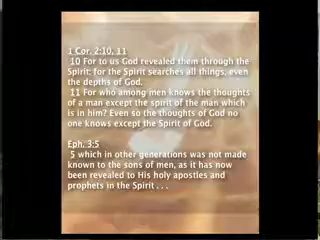 1 Cor. 2:10, 11
10 For to us God revealed them through the
Spirit; for the Spirit searches all things, even
the depths of God.
11 For who among men knows the thoughts
of a man except the spirit of the man which
is in him? Even so the thoughts of God no
one knows except the Spirit of God.
Eph. 3:5
5 which in other generations was not made
known to the sons of men, as it has now
been revealed to His holy apostles and
prophets in the Spirit . . .